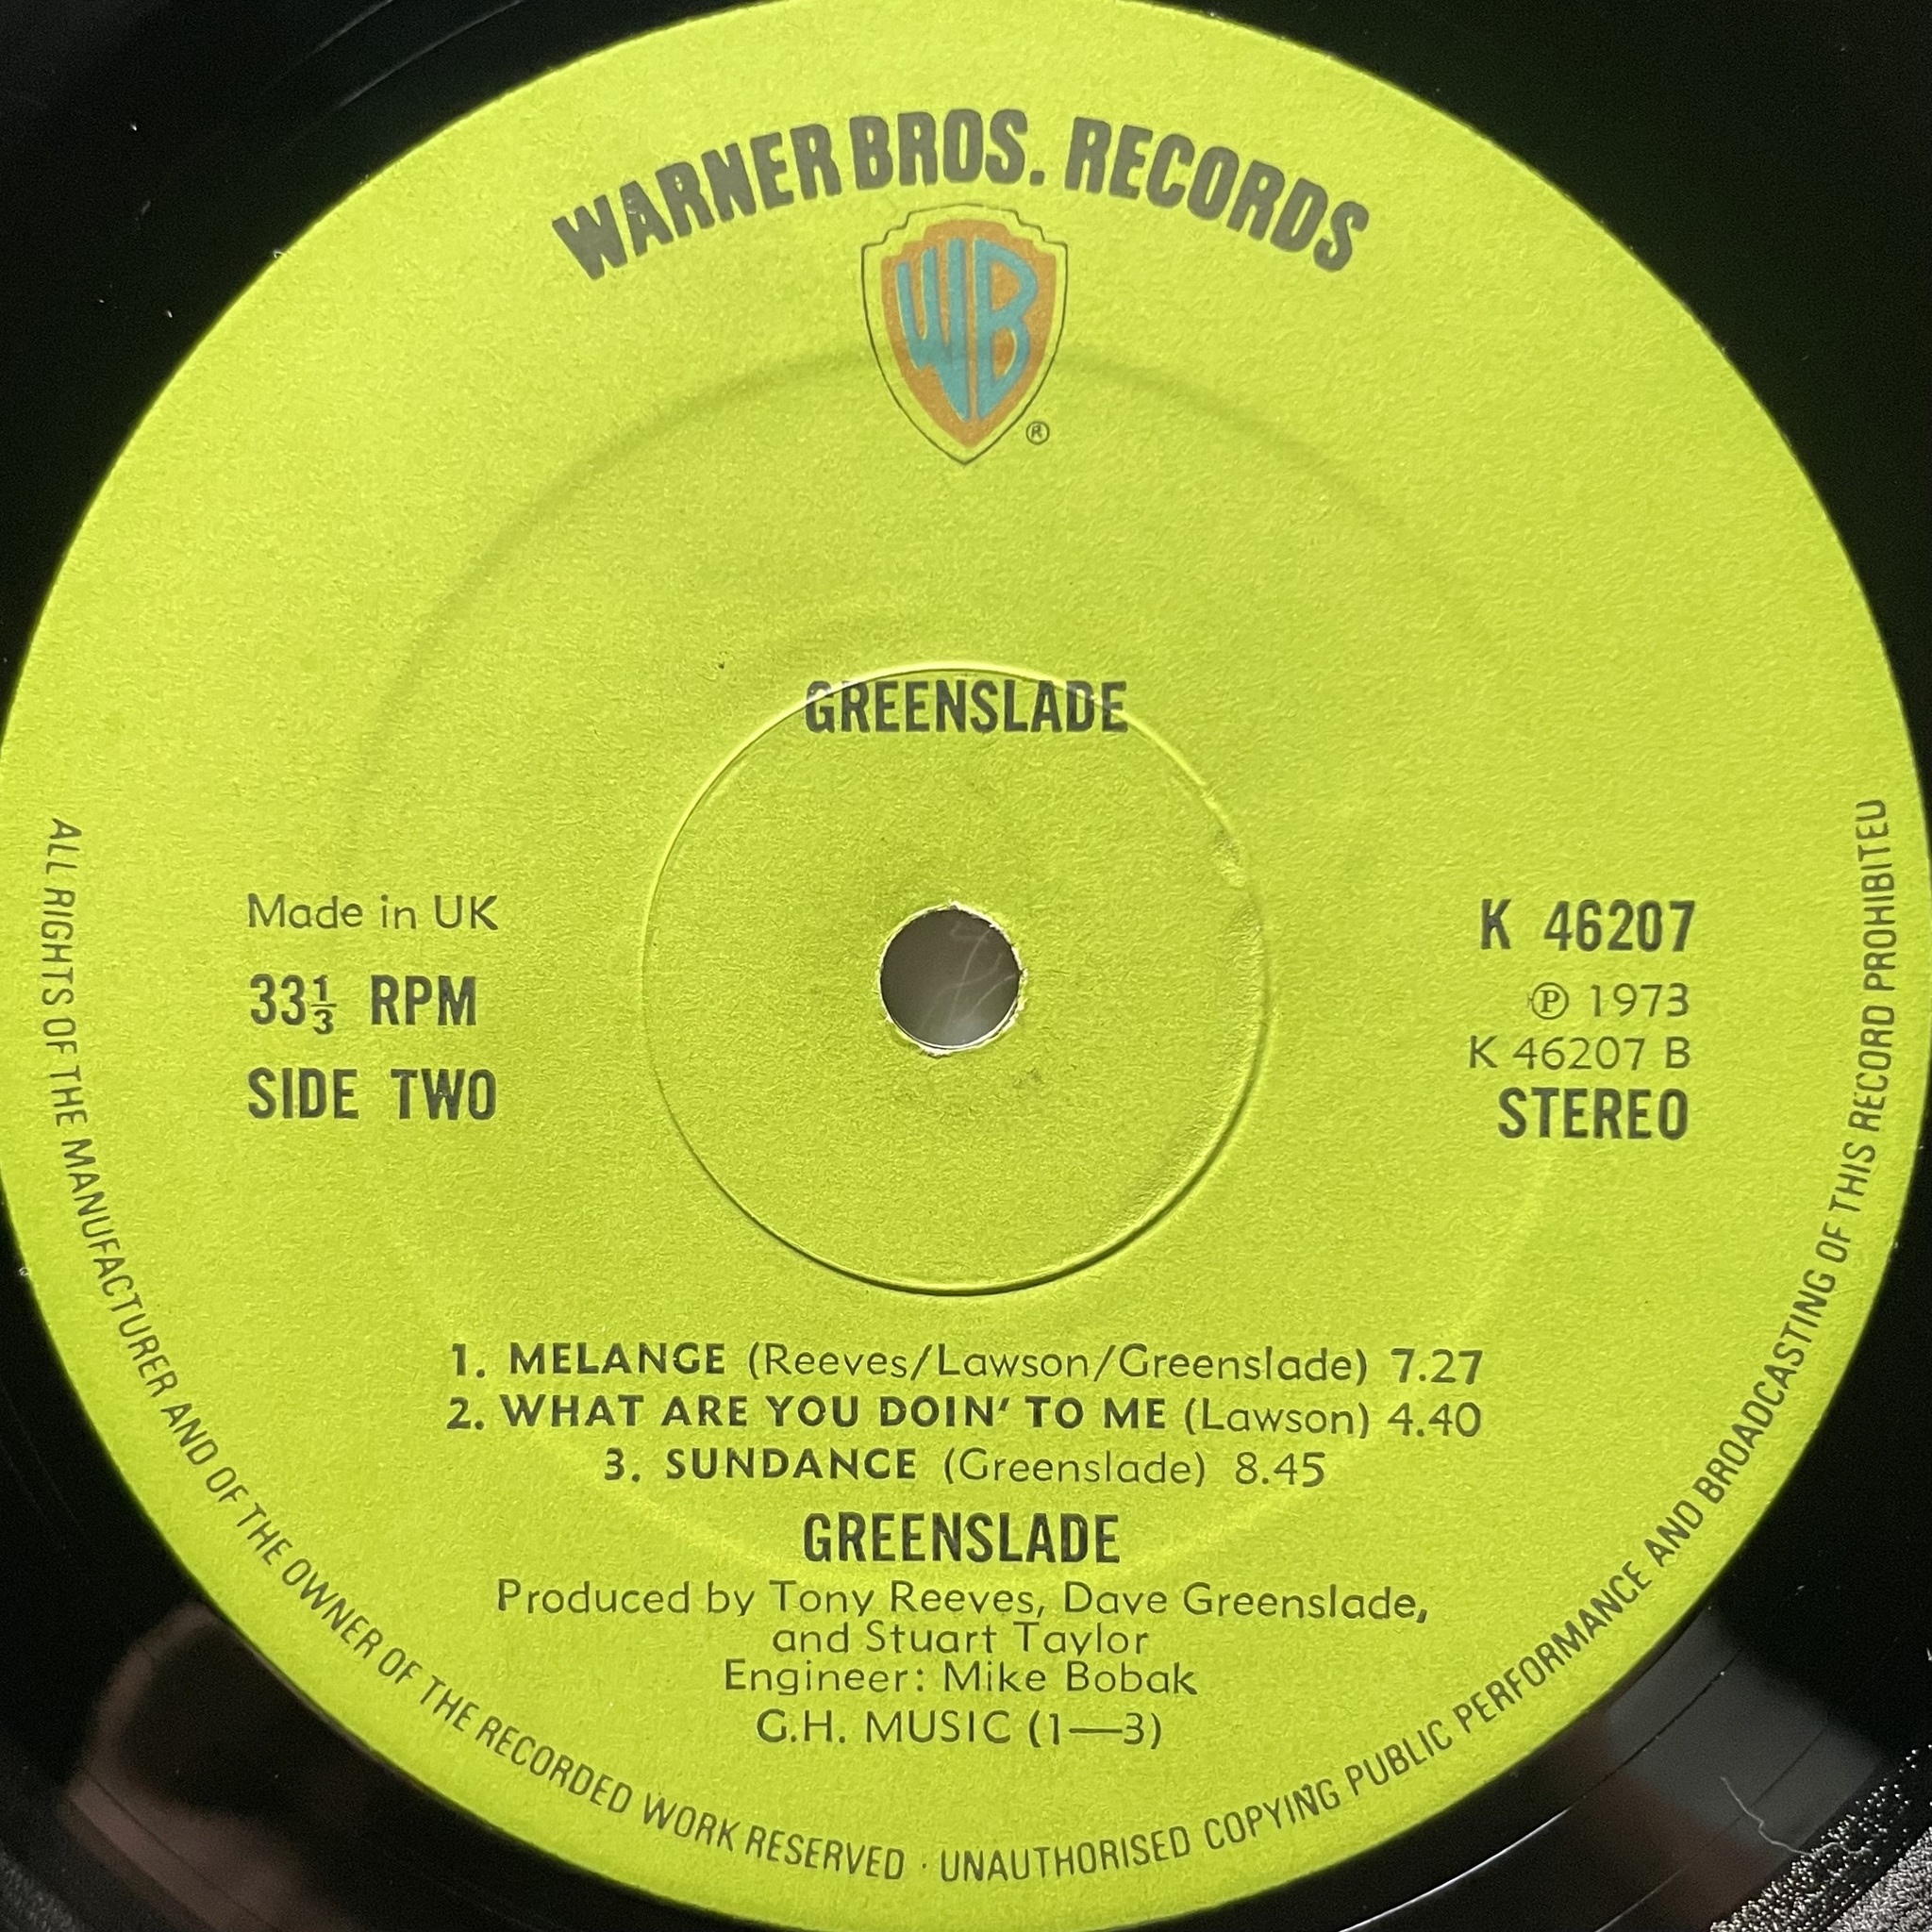 WARNER BROS. RECORDS
WB
®
GREENSLADE
Made in UK
33⅓ RPM
SIDE TWO
K 46207
℗ 1973
K 46207 B
STEREO
1. MELANGE (Reeves/Lawson/Greenslade) 7.27
2. WHAT ARE YOU DOIN' TO ME (Lawson) 4.40
3. SUNDANCE (Greenslade) 8.45
GREENSLADE
Produced by Tony Reeves, Dave Greenslade,
and Stuart Taylor
Engineer: Mike Bobak
G.H. MUSIC (1—3)
ALL RIGHTS OF THE MANUFACTURER AND OF THE OWNER OF THE RECORDED WORK RESERVED · UNAUTHORISED COPYING PUBLIC PERFORMANCE AND BROADCASTING OF THIS RECORD PROHIBITED